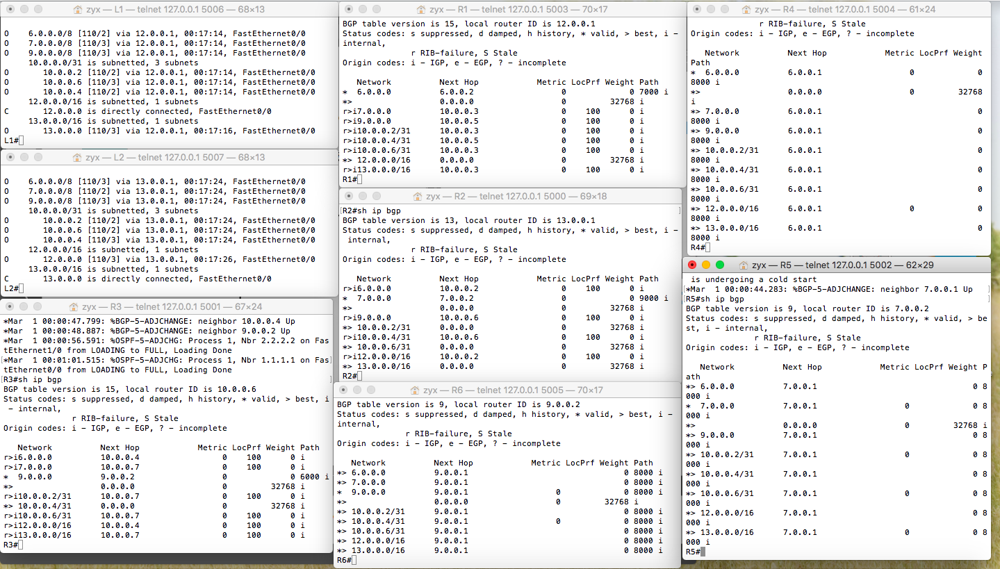 zyx — L1 — telnet 127.0.0.1 5006 — 68×13
O    6.0.0.0/8 [110/2] via 12.0.0.1, 00:17:14, FastEthernet0/0
O    7.0.0.0/8 [110/3] via 12.0.0.1, 00:17:14, FastEthernet0/0
O    9.0.0.0/8 [110/3] via 12.0.0.1, 00:17:14, FastEthernet0/0
     10.0.0.0/31 is subnetted, 3 subnets
O       10.0.0.2 [110/2] via 12.0.0.1, 00:17:14, FastEthernet0/0
O       10.0.0.6 [110/3] via 12.0.0.1, 00:17:14, FastEthernet0/0
O       10.0.0.4 [110/2] via 12.0.0.1, 00:17:14, FastEthernet0/0
     12.0.0.0/16 is subnetted, 1 subnets
C       12.0.0.0 is directly connected, FastEthernet0/0
     13.0.0.0/16 is subnetted, 1 subnets
O       13.0.0.0 [110/3] via 12.0.0.1, 00:17:16, FastEthernet0/0
L1#
zyx — L2 — telnet 127.0.0.1 5007 — 68×13
O    6.0.0.0/8 [110/3] via 13.0.0.1, 00:17:24, FastEthernet0/0
O    7.0.0.0/8 [110/2] via 13.0.0.1, 00:17:24, FastEthernet0/0
O    9.0.0.0/8 [110/3] via 13.0.0.1, 00:17:24, FastEthernet0/0
     10.0.0.0/31 is subnetted, 3 subnets
O       10.0.0.2 [110/2] via 13.0.0.1, 00:17:24, FastEthernet0/0
O       10.0.0.6 [110/2] via 13.0.0.1, 00:17:24, FastEthernet0/0
O       10.0.0.4 [110/3] via 13.0.0.1, 00:17:24, FastEthernet0/0
     12.0.0.0/16 is subnetted, 1 subnets
O       12.0.0.0 [110/3] via 13.0.0.1, 00:17:26, FastEthernet0/0
     13.0.0.0/16 is subnetted, 1 subnets
C       13.0.0.0 is directly connected, FastEthernet0/0
L2#
zyx — R3 — telnet 127.0.0.1 5001 — 67×24
*Mar  1 00:00:47.799: %BGP-5-ADJCHANGE: neighbor 10.0.0.4 Up
*Mar  1 00:00:48.887: %BGP-5-ADJCHANGE: neighbor 9.0.0.2 Up
*Mar  1 00:00:56.591: %OSPF-5-ADJCHG: Process 1, Nbr 2.2.2.2 on Fas
tEthernet1/0 from LOADING to FULL, Loading Done
[*Mar  1 00:01:01.515: %OSPF-5-ADJCHG: Process 1, Nbr 1.1.1.1 on Fas]
tEthernet0/0 from LOADING to FULL, Loading Done
[R3#sh ip bgp ]
BGP table version is 15, local router ID is 10.0.0.6
Status codes: s suppressed, d damped, h history, * valid, > best, i
 - internal,
              r RIB-failure, S Stale
Origin codes: i - IGP, e - EGP, ? - incomplete
   Network          Next Hop            Metric LocPrf Weight Path
r>i6.0.0.0          10.0.0.4                 0    100      0 i
r>i7.0.0.0          10.0.0.7                 0    100      0 i
*  9.0.0.0          9.0.0.2                  0             0 6000 i
*>                  0.0.0.0                  0         32768 i
r>i10.0.0.2/31      10.0.0.7                 0    100      0 i
*> 10.0.0.4/31      0.0.0.0                  0         32768 i
r>i10.0.0.6/31      10.0.0.7                 0    100      0 i
r>i12.0.0.0/16      10.0.0.4                 0    100      0 i
r>i13.0.0.0/16      10.0.0.7                 0    100      0 i
R3#
zyx — R1 — telnet 127.0.0.1 5003 — 70×17
BGP table version is 15, local router ID is 12.0.0.1
Status codes: s suppressed, d damped, h history, * valid, > best, i -
internal,
              r RIB-failure, S Stale
Origin codes: i - IGP, e - EGP, ? - incomplete
   Network          Next Hop            Metric LocPrf Weight Path
*  6.0.0.0          6.0.0.2                  0             0 7000 i
*>                  0.0.0.0                  0         32768 i
r>i7.0.0.0          10.0.0.3                 0    100      0 i
r>i9.0.0.0          10.0.0.5                 0    100      0 i
r>i10.0.0.2/31      10.0.0.3                 0    100      0 i
r>i10.0.0.4/31      10.0.0.5                 0    100      0 i
r>i10.0.0.6/31      10.0.0.3                 0    100      0 i
*> 12.0.0.0/16      0.0.0.0                  0         32768 i
r>i13.0.0.0/16      10.0.0.3                 0    100      0 i
R1#
zyx — R2 — telnet 127.0.0.1 5000 — 69×18
[R2#sh ip bgp ]
BGP table version is 13, local router ID is 13.0.0.1
Status codes: s suppressed, d damped, h history, * valid, > best, i -
 internal,
              r RIB-failure, S Stale
Origin codes: i - IGP, e - EGP, ? - incomplete
   Network          Next Hop            Metric LocPrf Weight Path
r>i6.0.0.0          10.0.0.2                 0    100      0 i
*  7.0.0.0          7.0.0.2                  0             0 9000 i
*>                  0.0.0.0                  0         32768 i
r>i9.0.0.0          10.0.0.6                 0    100      0 i
*> 10.0.0.2/31      0.0.0.0                  0         32768 i
r>i10.0.0.4/31      10.0.0.6                 0    100      0 i
*> 10.0.0.6/31      0.0.0.0                  0         32768 i
r>i12.0.0.0/16      10.0.0.2                 0    100      0 i
*> 13.0.0.0/16      0.0.0.0                  0         32768 i
R2#
zyx — R6 — telnet 127.0.0.1 5005 — 70×17
BGP table version is 9, local router ID is 9.0.0.2
Status codes: s suppressed, d damped, h history, * valid, > best, i -
internal,
              r RIB-failure, S Stale
Origin codes: i - IGP, e - EGP, ? - incomplete
   Network          Next Hop            Metric LocPrf Weight Path
*> 6.0.0.0          9.0.0.1                                0 8000 i
*> 7.0.0.0          9.0.0.1                                0 8000 i
*  9.0.0.0          9.0.0.1                  0             0 8000 i
*>                  0.0.0.0                  0         32768 i
*> 10.0.0.2/31      9.0.0.1                                0 8000 i
*> 10.0.0.4/31      9.0.0.1                  0             0 8000 i
*> 10.0.0.6/31      9.0.0.1                                0 8000 i
*> 12.0.0.0/16      9.0.0.1                                0 8000 i
*> 13.0.0.0/16      9.0.0.1                                0 8000 i
R6#
zyx — R4 — telnet 127.0.0.1 5004 — 61×24
              r RIB-failure, S Stale
Origin codes: i - IGP, e - EGP, ? - incomplete
   Network          Next Hop            Metric LocPrf Weight
Path
*  6.0.0.0          6.0.0.1                  0             0
8000 i
*>                  0.0.0.0                  0         32768
i
*> 7.0.0.0          6.0.0.1                                0
8000 i
*> 9.0.0.0          6.0.0.1                                0
8000 i
*> 10.0.0.2/31      6.0.0.1                                0
8000 i
*> 10.0.0.4/31      6.0.0.1                                0
8000 i
*> 10.0.0.6/31      6.0.0.1                                0
8000 i
*> 12.0.0.0/16      6.0.0.1                  0             0
8000 i
*> 13.0.0.0/16      6.0.0.1                                0
8000 i
R4#
zyx — R5 — telnet 127.0.0.1 5002 — 62×29
 is undergoing a cold start
[*Mar  1 00:00:44.283: %BGP-5-ADJCHANGE: neighbor 7.0.0.1 Up ]
[R5#sh ip bgp ]
BGP table version is 9, local router ID is 7.0.0.2
Status codes: s suppressed, d damped, h history, * valid, > be
st, i - internal,
              r RIB-failure, S Stale
Origin codes: i - IGP, e - EGP, ? - incomplete
   Network          Next Hop            Metric LocPrf Weight P
ath
*> 6.0.0.0          7.0.0.1                                0 8
000 i
*  7.0.0.0          7.0.0.1                  0             0 8
000 i
*>                  0.0.0.0                  0         32768 i
*> 9.0.0.0          7.0.0.1                                0 8
000 i
*> 10.0.0.2/31      7.0.0.1                  0             0 8
000 i
*> 10.0.0.4/31      7.0.0.1                                0 8
000 i
*> 10.0.0.6/31      7.0.0.1                  0             0 8
000 i
*> 12.0.0.0/16      7.0.0.1                                0 8
000 i
*> 13.0.0.0/16      7.0.0.1                  0             0 8
000 i
R5#